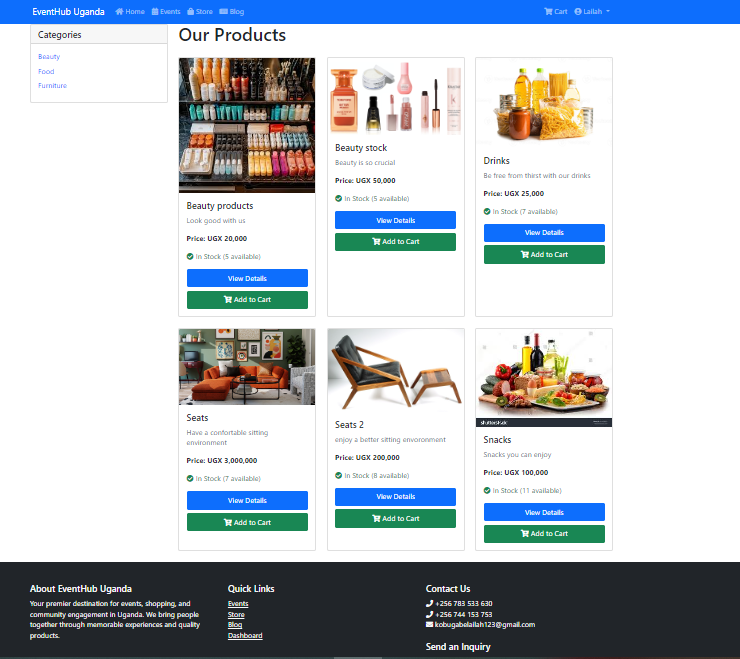 EventHub Uganda Home Events Store Blog Cart Lailah
Categories
Beauty
Food
Furniture
Our Products
Beauty products
Look good with us
Price: UGX 20,000
In Stock (5 available)
View Details
Add to Cart
Beauty stock
Beauty is so crucial
Price: UGX 50,000
In Stock (5 available)
View Details
Add to Cart
Drinks
Be free from thirst with our drinks
Price: UGX 25,000
In Stock (7 available)
View Details
Add to Cart
Seats
Have a confortable sitting
environment
Price: UGX 3,000,000
In Stock (7 available)
View Details
Add to Cart
Seats 2
enjoy a better sitting envoronment
Price: UGX 200,000
In Stock (8 available)
View Details
Add to Cart
shutterstock
Snacks
Snacks you can enjoy
Price: UGX 100,000
In Stock (11 available)
View Details
Add to Cart
About EventHub Uganda
Your premier destination for events, shopping, and
community engagement in Uganda. We bring people
together through memorable experiences and quality
products.
Quick Links
Events
Store
Blog
Dashboard
Contact Us
+256 783 533 630
+256 744 153 753
kobugabelailah123@gmail.com
Send an Inquiry